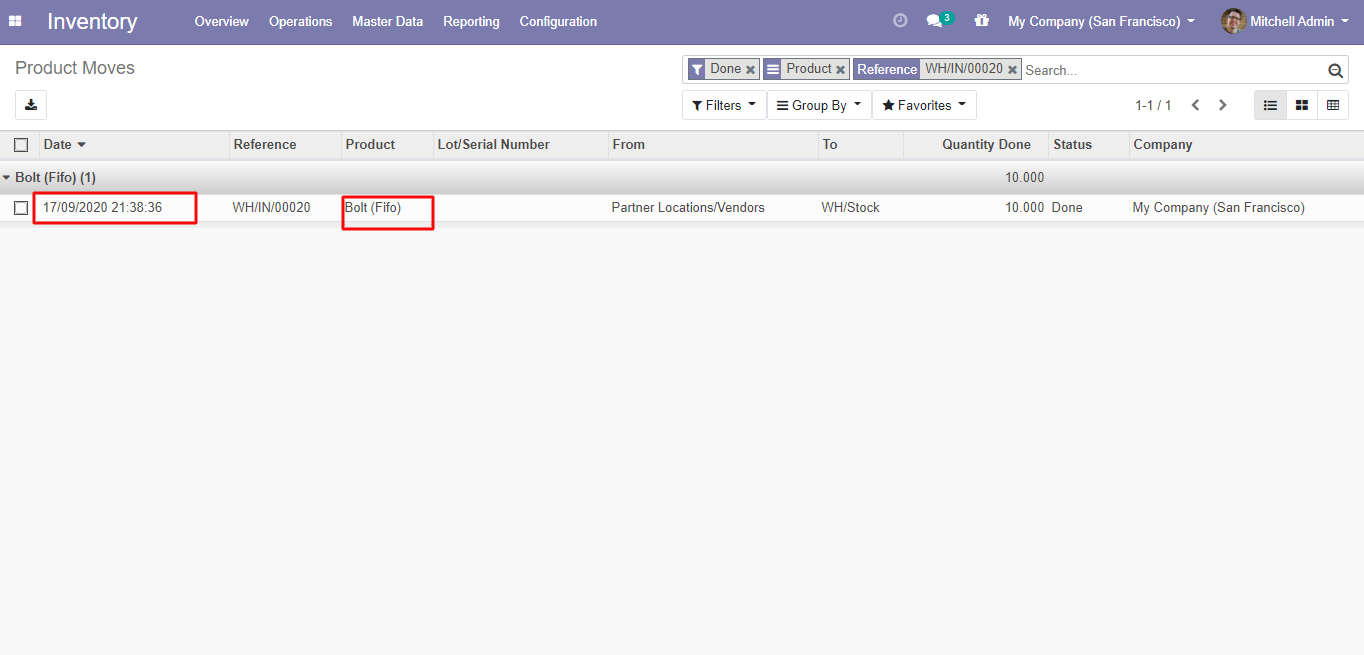 Inventory Overview Operations Master Data Reporting Configuration 3 My Company (San Francisco) Mitchell Admin
Product Moves Done Product Reference WH/IN/00020 Search...
Filters Group By Favorites 1-1 / 1
Date Reference Product Lot/Serial Number From To Quantity Done Status Company
Bolt (Fifo) (1) 10.000
17/09/2020 21:38:36 WH/IN/00020 Bolt (Fifo) Partner Locations/Vendors WH/Stock 10.000 Done My Company (San Francisco)